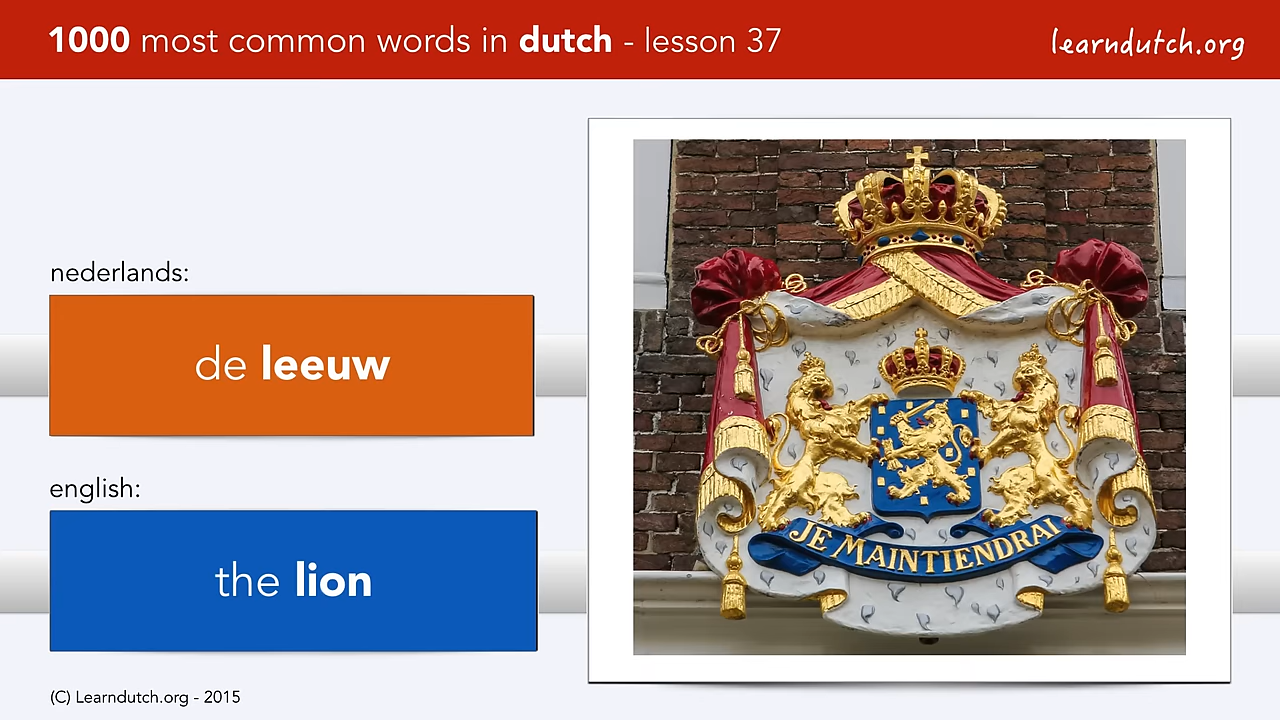 1000 most common words in dutch - lesson 37
learndutch.org
nederlands:
de leeuw
english:
the lion
(C) Learndutch.org - 2015
JE MAINTIENDRAI